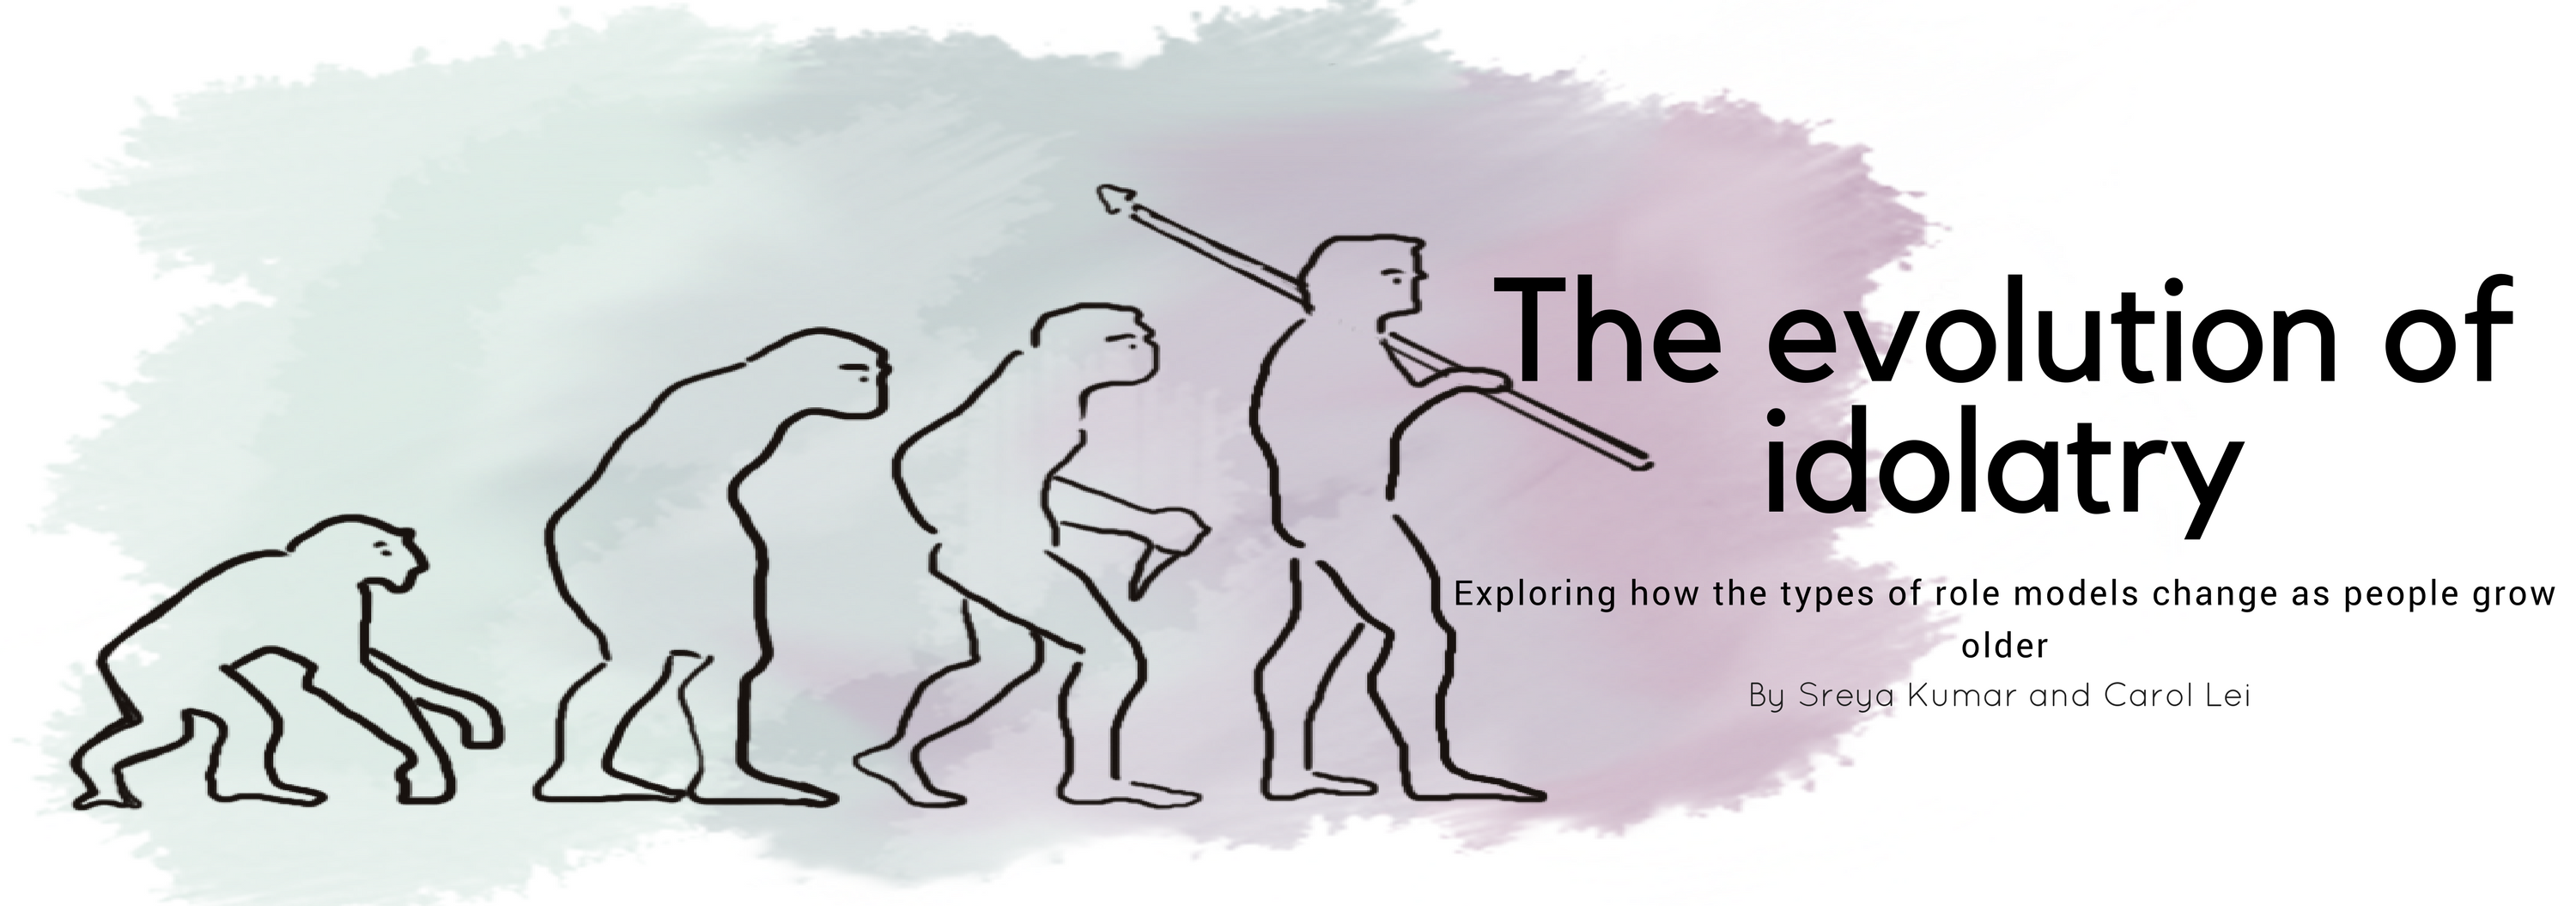 The evolution of
idolatry
Exploring how the types of role models change as people grow
older
By Sreya Kumar and Carol Lei